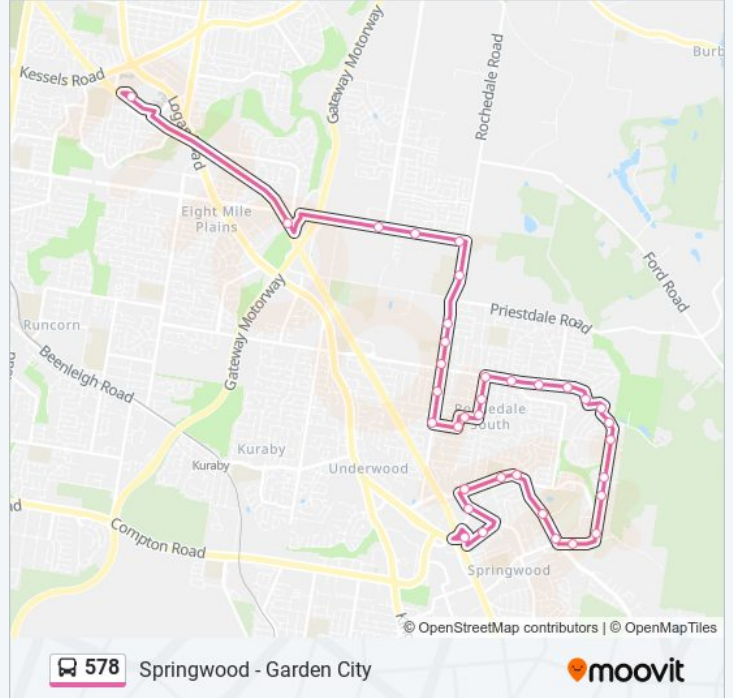 Kessels Road
Gateway Motorway
Rochedale Road
Burb
Logan Road
Eight Mile
Plains
Ford Road
Gateway Motorway
Priestdale Road
Runcorn
Beenleigh Road
Rochedale
South
Kuraby
Kuraby
Underwood
ad
Compton Road
Springwood
© OpenStreetMap contributors | © OpenMapTiles
578 Springwood - Garden City
moovit